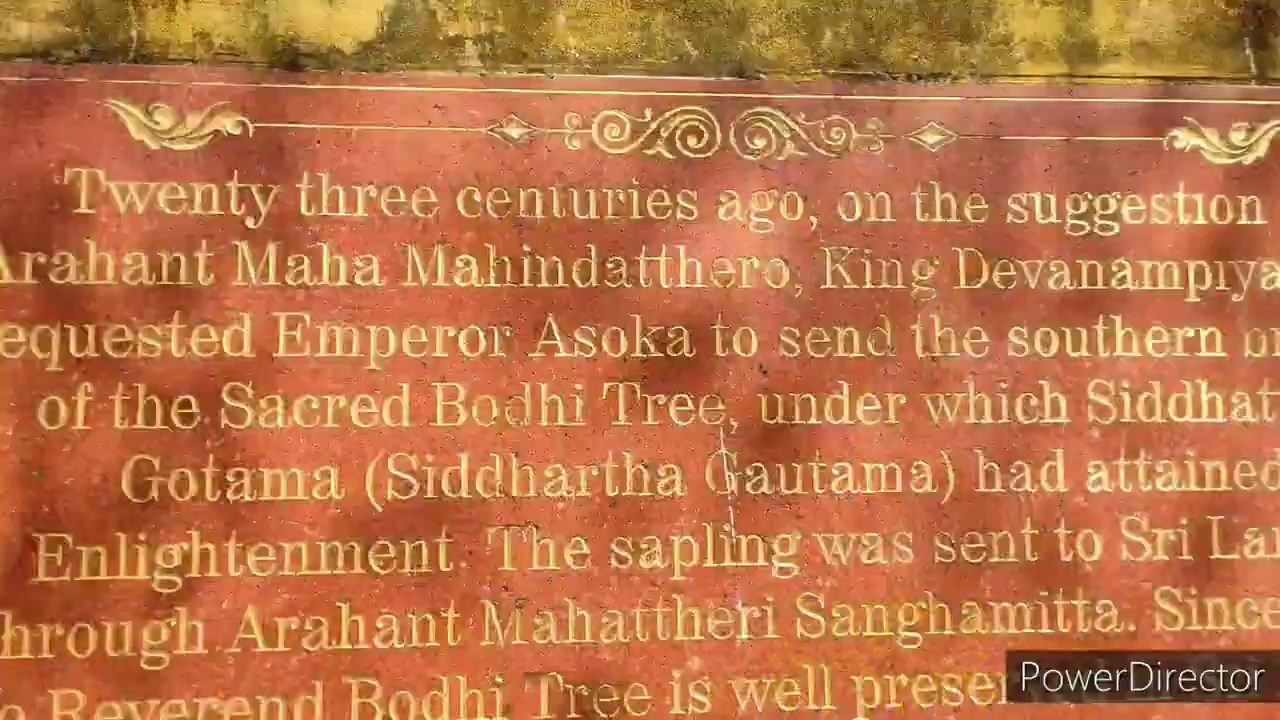 Twenty three centuries ago, on the suggestion
Arahant Maha Mahindatthero, King Devanampiya
equested Emperor Asoka to send the southern
of the Sacred Bodhi Tree, under which Siddhat
Gotama (Siddhartha Gautama) had attained
Enlightenment. The sapling was sent to Sri Lan
hrough Arahant Mahattheri Sanghamitta. Since
Reverend Bodhi Tree is well preser
PowerDirector